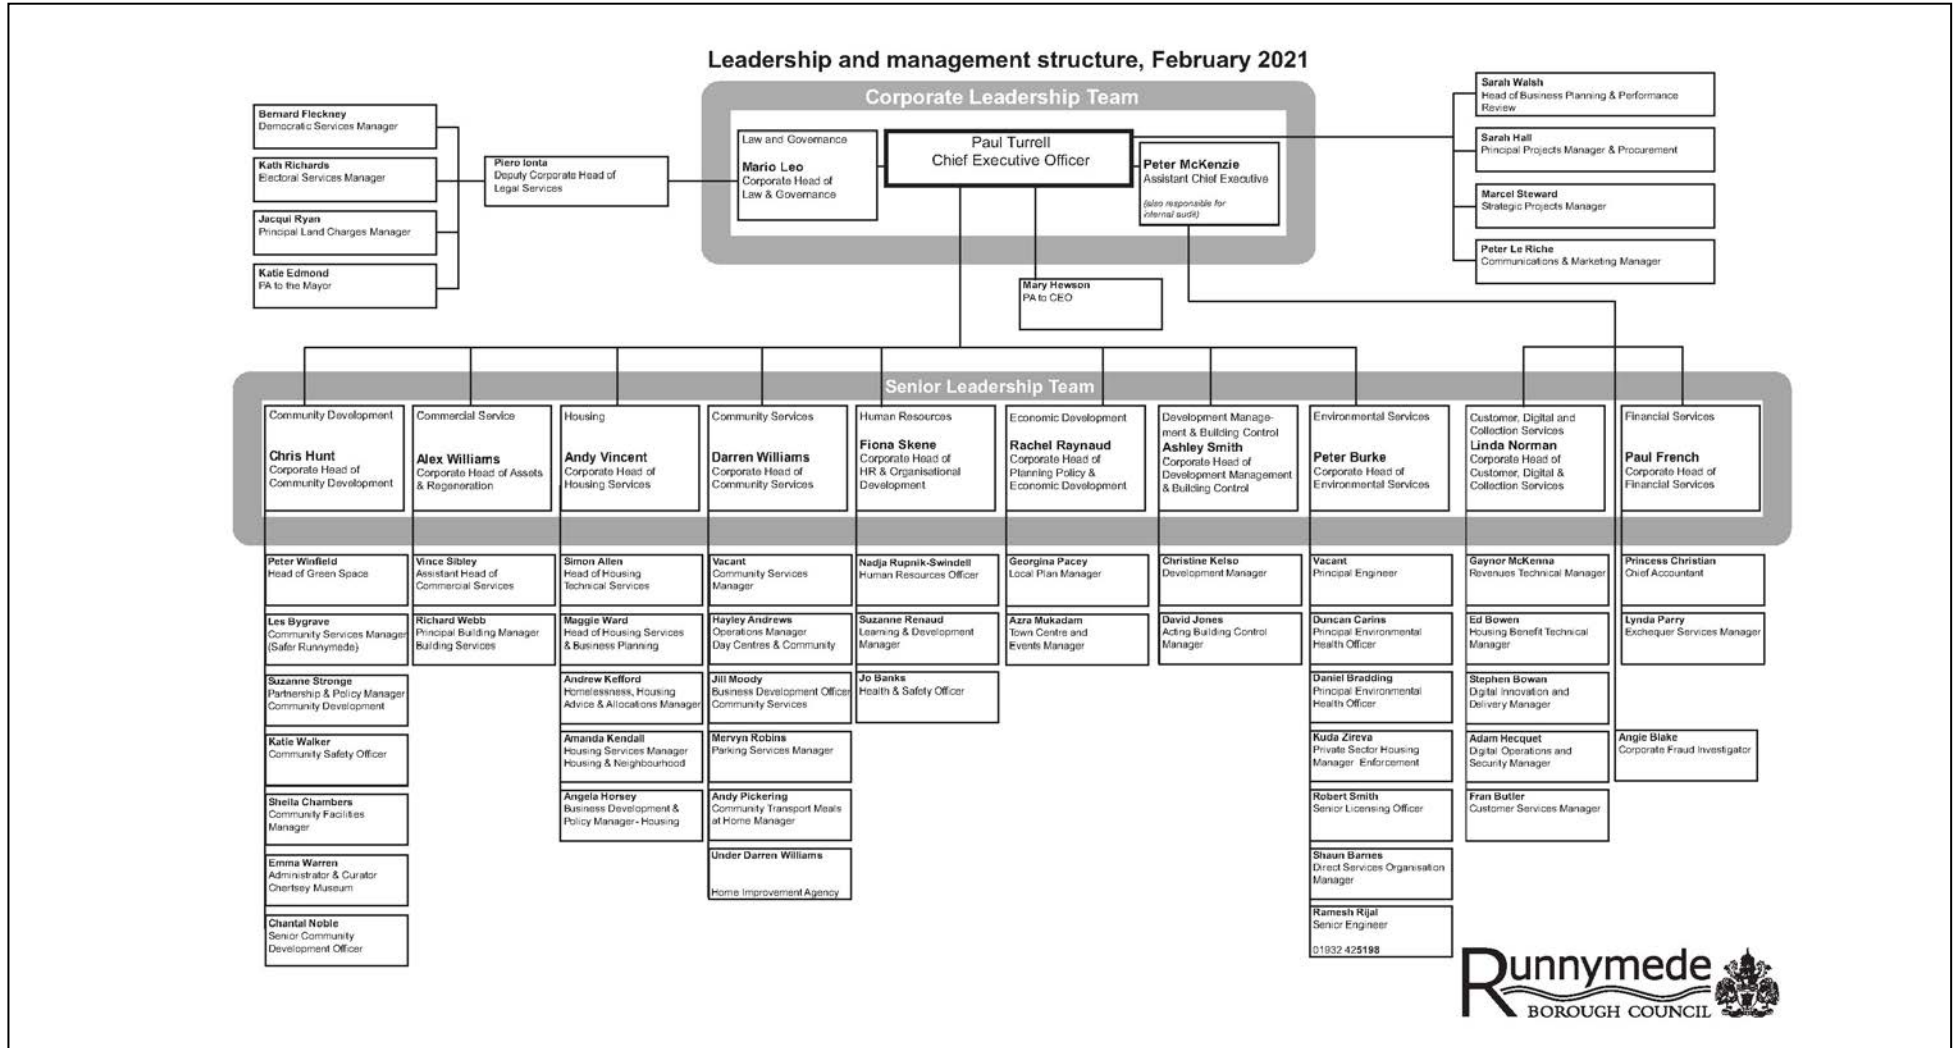 Leadership and management structure, February 2021
Corporate Leadership Team
Bernard Fleckney
Democratic Services Manager
Kath Richards
Electoral Services Manager
Jacqui Ryan
Principal Land Charges Manager
Katie Edmond
PA to the Mayor
Piero Ionta
Deputy Corporate Head of
Legal Services
Law and Governance
Mario Leo
Corporate Head of
Law & Governance
Paul Turrell
Chief Executive Officer
Peter McKenzie
Assistant Chief Executive
(also responsible for
internal audit)
Sarah Walsh
Head of Business Planning & Performance
Review
Sarah Hall
Principal Projects Manager & Procurement
Marcel Steward
Strategic Projects Manager
Peter Le Riche
Communications & Marketing Manager
Mary Hewson
PA to CEO
Senior Leadership Team
Community Development
Chris Hunt
Corporate Head of
Community Development
Peter Winfield
Head of Green Space
Les Bygrave
Community Services Manager
(Safer Runnymede)
Suzanne Stronge
Partnership & Policy Manager
Community Development
Katie Walker
Community Safety Officer
Sheila Chambers
Community Facilities
Manager
Emma Warren
Administrator & Curator
Chertsey Museum
Chantal Noble
Senior Community
Development Officer
Commercial Service
Alex Williams
Corporate Head of Assets
& Regeneration
Vince Sibley
Assistant Head of
Commercial Services
Richard Webb
Principal Building Manager
Building Services
Housing
Andy Vincent
Corporate Head of
Housing Services
Simon Allen
Head of Housing
Technical Services
Maggie Ward
Head of Housing Services
& Business Planning
Andrew Kefford
Homelessness, Housing
Advice & Allocations Manager
Amanda Kendall
Housing Services Manager
Housing & Neighbourhood
Angela Horsey
Business Development &
Policy Manager- Housing
Community Services
Darren Williams
Corporate Head of
Community Services
Vacant
Community Services
Manager
Hayley Andrews
Operations Manager
Day Centres & Community
Jill Moody
Business Development Officer
Community Services
Mervyn Robins
Parking Services Manager
Andy Pickering
Community Transport Meals
at Home Manager
Under Darren Williams
Home Improvement Agency
Human Resources
Fiona Skene
Corporate Head of
HR & Organisational
Development
Nadja Rupnik-Swindell
Human Resources Officer
Suzanne Renaud
Learning & Development
Manager
Jo Banks
Health & Safety Officer
Economic Development
Rachel Raynaud
Corporate Head of
Planning Policy &
Economic Development
Georgina Pacey
Local Plan Manager
Azra Mukadam
Town Centre and
Events Manager
Development Manage-
ment & Building Control
Ashley Smith
Corporate Head of
Development Management
& Building Control
Christine Kelso
Development Manager
David Jones
Acting Building Control
Manager
Environmental Services
Peter Burke
Corporate Head of
Environmental Services
Vacant
Principal Engineer
Duncan Carins
Principal Environmental
Health Officer
Daniel Bradding
Principal Environmental
Health Officer
Kuda Zireva
Private Sector Housing
Manager Enforcement
Robert Smith
Senior Licensing Officer
Shaun Barnes
Direct Services Organisation
Manager
Ramesh Rijal
Senior Engineer
01932 425198
Customer, Digital and
Collection Services
Linda Norman
Corporate Head of
Customer, Digital &
Collection Services
Gaynor McKenna
Revenues Technical Manager
Ed Bowen
Housing Benefit Technical
Manager
Stephen Bowan
Digital Innovation and
Delivery Manager
Adam Hecquet
Digital Operations and
Security Manager
Fran Butler
Customer Services Manager
Financial Services
Paul French
Corporate Head of
Financial Services
Princess Christian
Chief Accountant
Lynda Parry
Exchequer Services Manager
Angie Blake
Corporate Fraud Investigator
Runnymede
BOROUGH COUNCIL